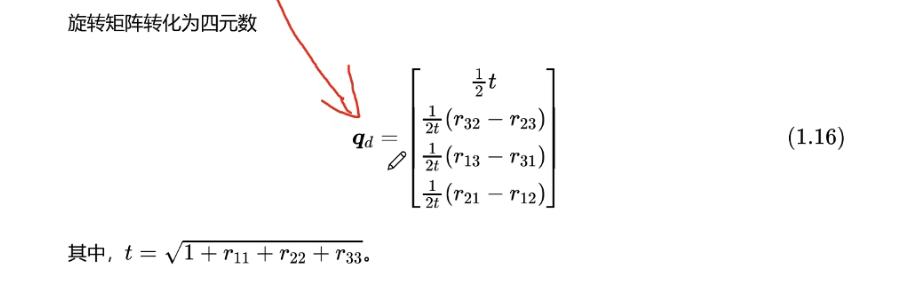 旋转矩阵转化为四元数
$\boldsymbol{q}_d = \begin{bmatrix} \frac{1}{2}t \\ \frac{1}{2t}(r_{32} - r_{23}) \\ \frac{1}{2t}(r_{13} - r_{31}) \\ \frac{1}{2t}(r_{21} - r_{12}) \end{bmatrix}$ (1.16)
其中，$t = \sqrt{1 + r_{11} + r_{22} + r_{33}}$。